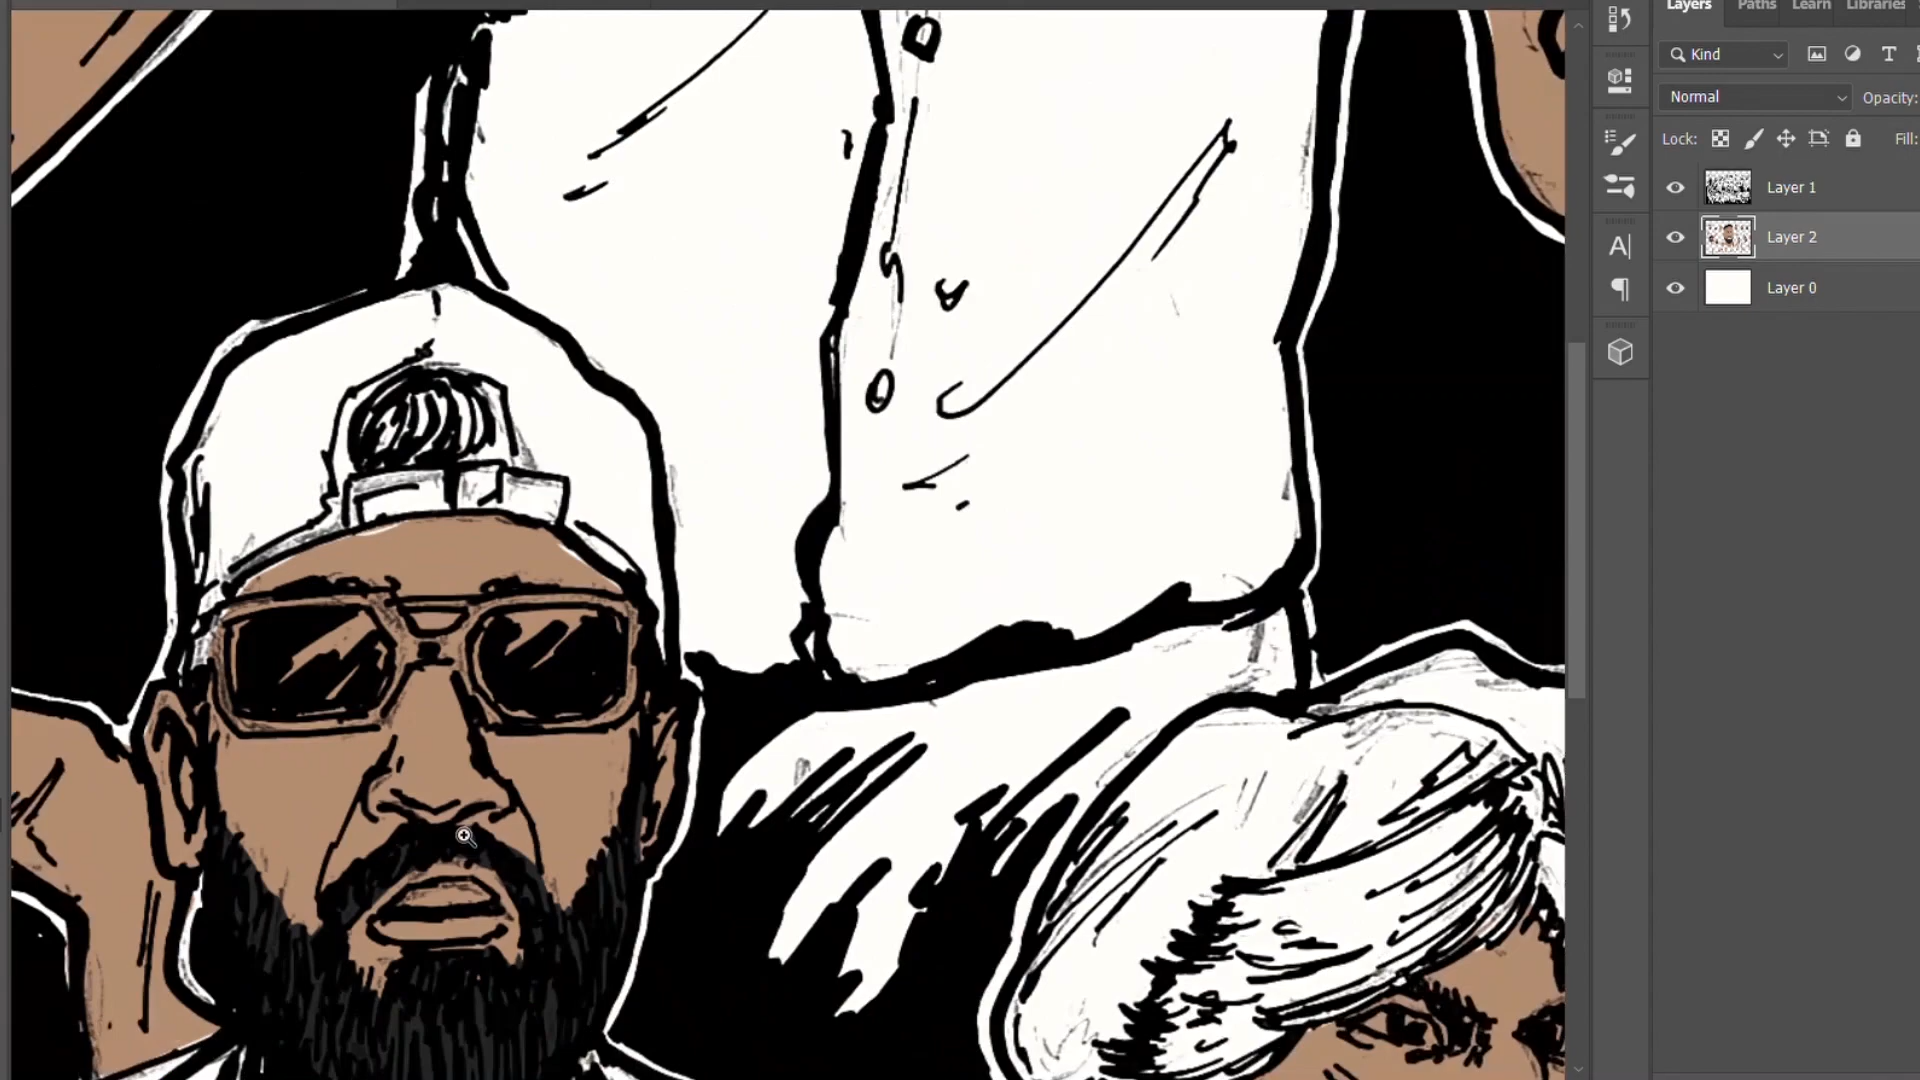 Layers Paths Learn Libraries
Kind
Normal Opacity:
Lock: Fill:
Layer 1
Layer 2
Layer 0